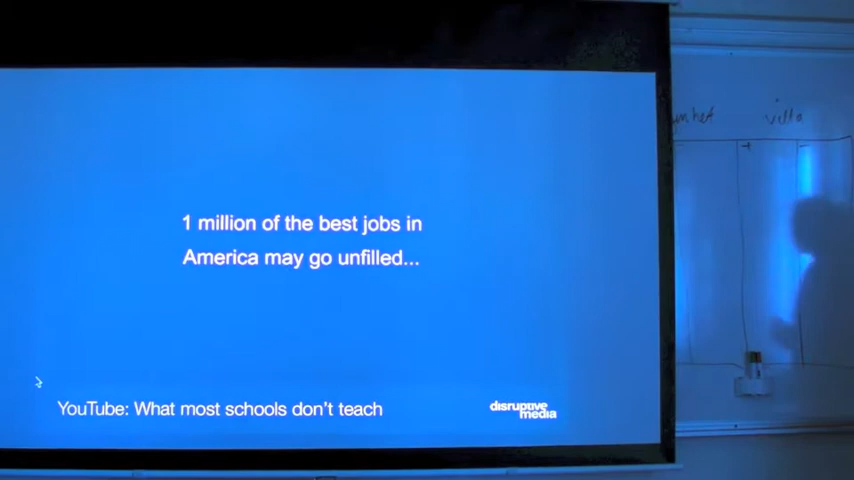 1 million of the best jobs in
America may go unfilled...
YouTube: What most schools don't teach
disruptive
media
villa